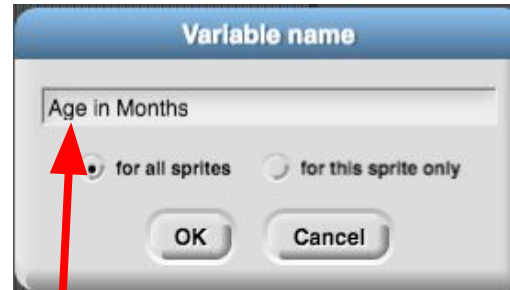 Variable name
Age in Months
for all sprites for this sprite only
OK Cancel